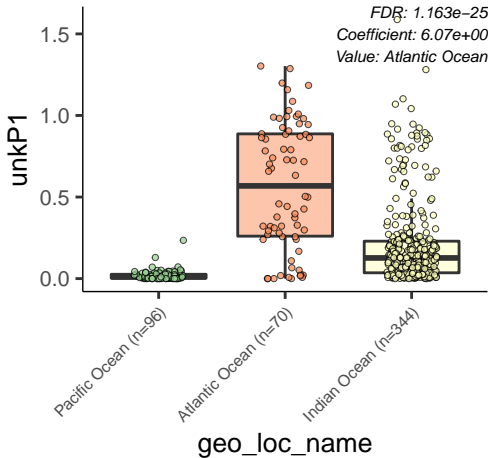 FDR: 1.163e−25
Coefficient: 6.07e+00
Value: Atlantic Ocean
unkP1
1.5
1.0
0.5
0.0
Pacific Ocean (n=96)
Atlantic Ocean (n=70)
Indian Ocean (n=344)
geo_loc_name